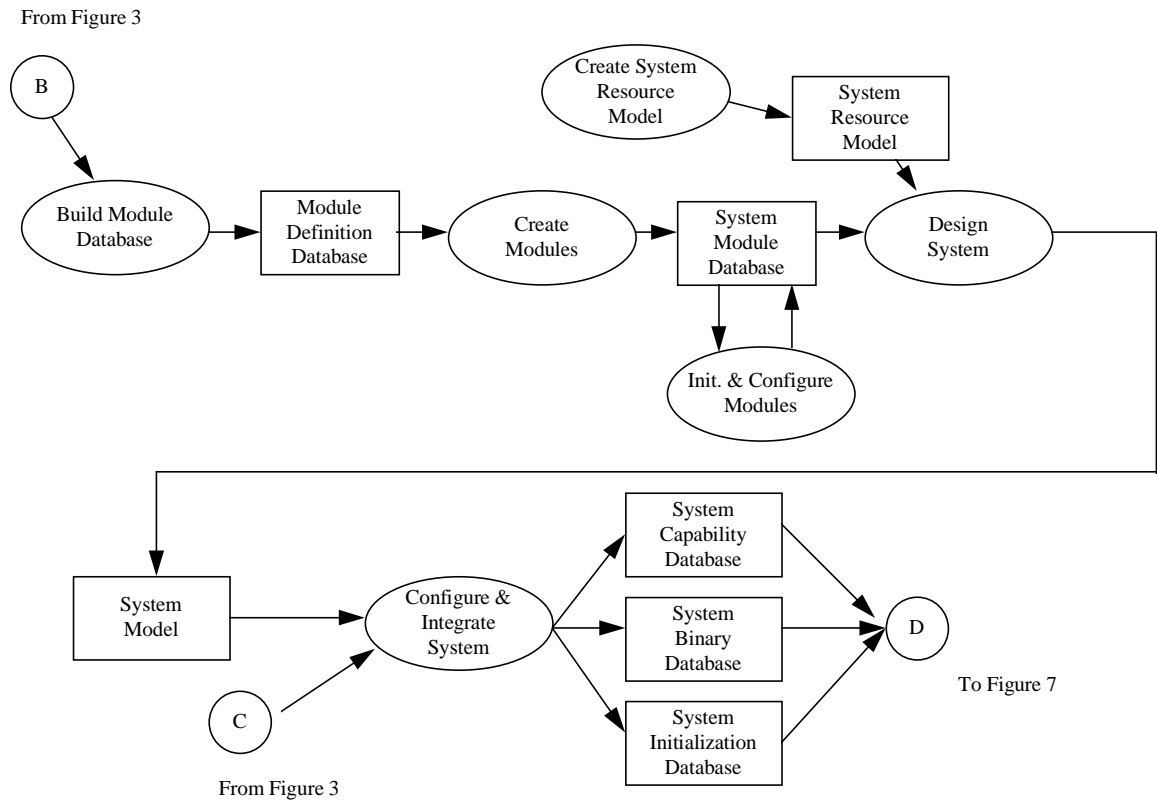 From Figure 3
B
Create System
Resource
Model
System
Resource
Model
Build Module
Database
Module
Definition
Database
Create
Modules
System
Module
Database
Design
System
Init. & Configure
Modules
System
Model
Configure &
Integrate
System
System
Capability
Database
System
Binary
Database
System
Initialization
Database
D
To Figure 7
C
From Figure 3